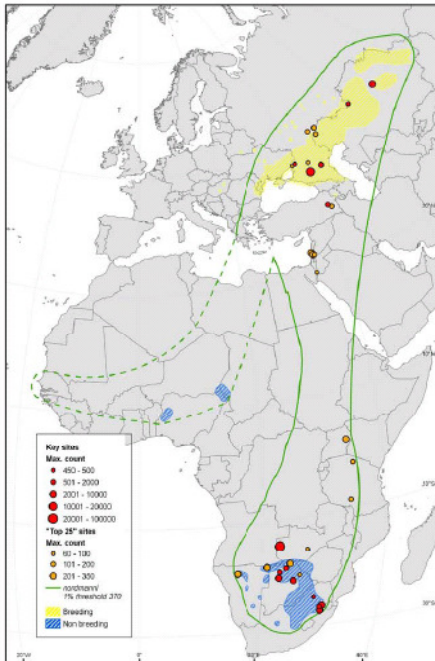 Key sites
Max. count
450 - 500
501 - 2000
2001 - 10000
10001 - 20000
20001 - 100000
"Top 25" sites
Max. count
60 - 100
101 - 200
201 - 380
nordmanni
1% threshold 370
Breeding
Non breeding